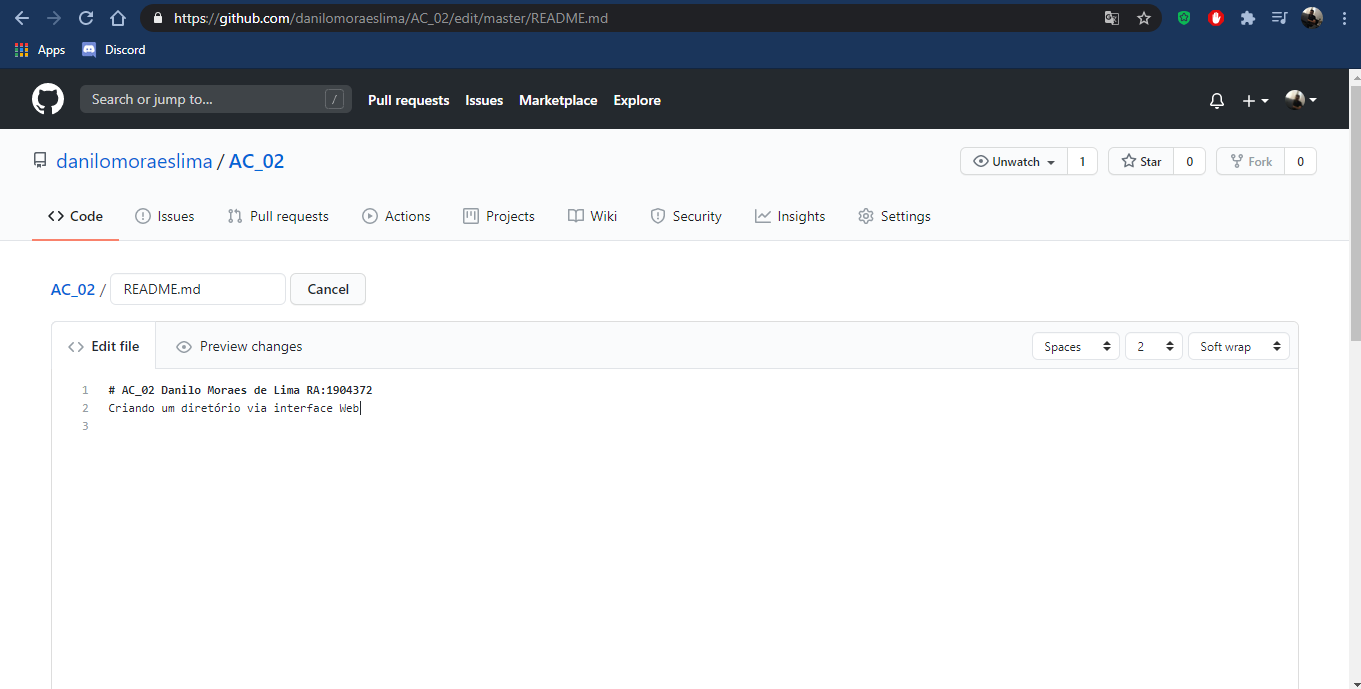 https://github.com/danilomoraeslima/AC_02/edit/master/README.md
Apps Discord
Search or jump to... / Pull requests Issues Marketplace Explore
danilomoraeslima / AC_02 Unwatch 1 Star 0 Fork 0
Code Issues Pull requests Actions Projects Wiki Security Insights Settings
AC_02 / README.md Cancel
<> Edit file Preview changes Spaces 2 Soft wrap
1 # AC_02 Danilo Moraes de Lima RA:1904372
2 Criando um diretório via interface Web
3